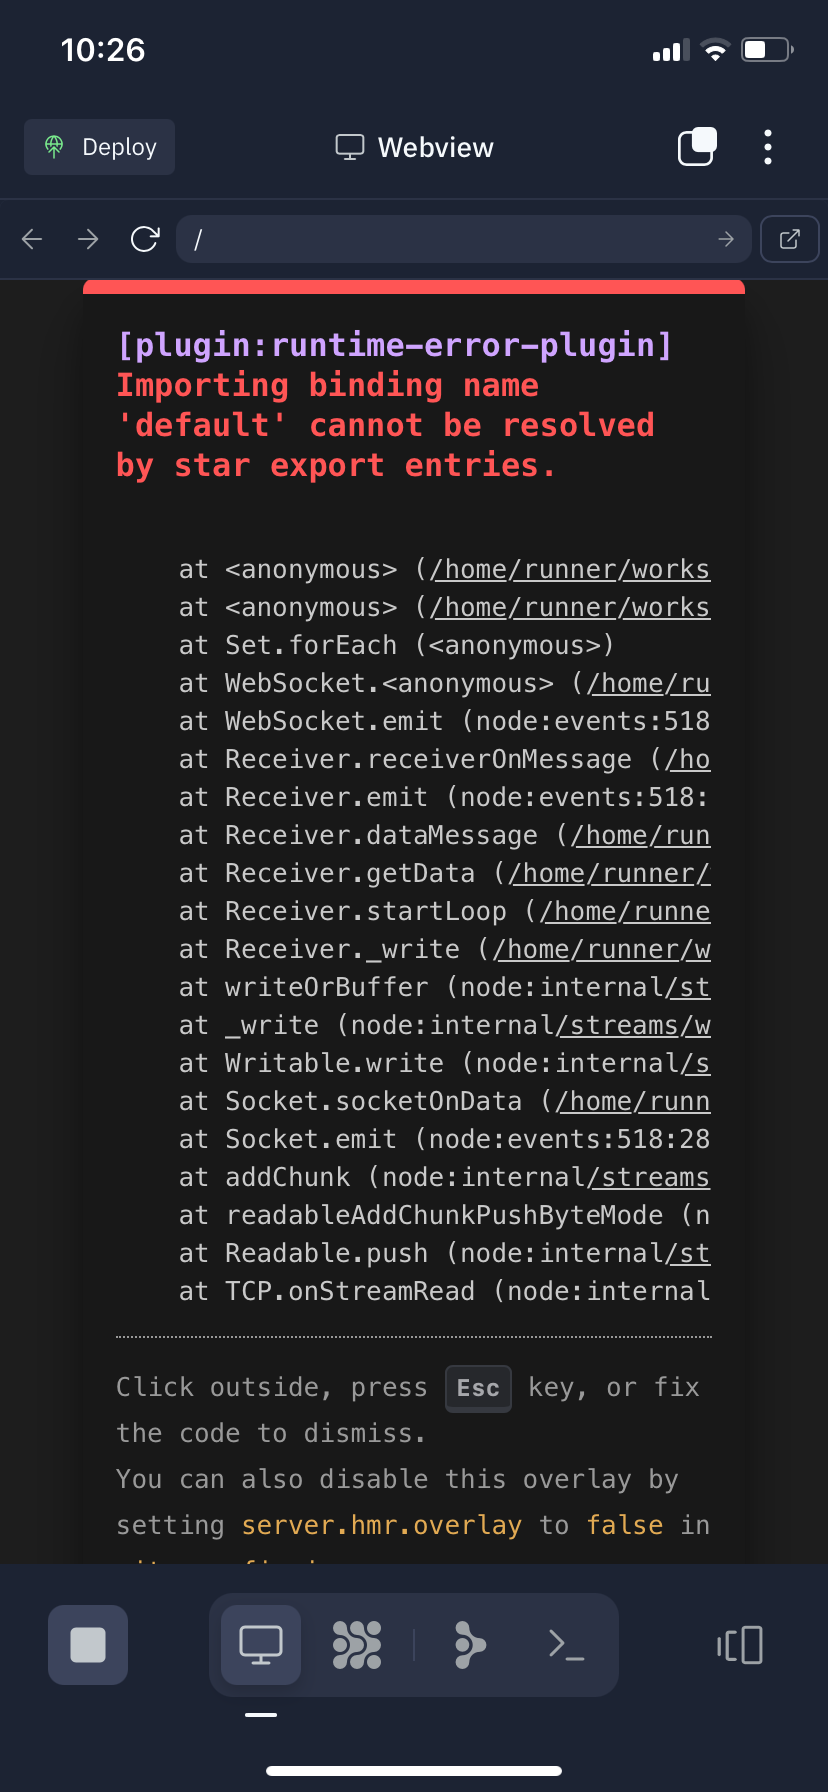 10:26
Deploy
Webview
/
[plugin:runtime-error-plugin]
Importing binding name
'default' cannot be resolved
by star export entries.
at <anonymous> (/home/runner/works
at <anonymous> (/home/runner/works
at Set.forEach (<anonymous>)
at WebSocket.<anonymous> (/home/ru
at WebSocket.emit (node:events:518
at Receiver.receiverOnMessage (/ho
at Receiver.emit (node:events:518:
at Receiver.dataMessage (/home/run
at Receiver.getData (/home/runner/
at Receiver.startLoop (/home/runne
at Receiver._write (/home/runner/w
at writeOrBuffer (node:internal/st
at _write (node:internal/streams/w
at Writable.write (node:internal/s
at Socket.socketOnData (/home/runn
at Socket.emit (node:events:518:28
at addChunk (node:internal/streams
at readableAddChunkPushByteMode (n
at Readable.push (node:internal/st
at TCP.onStreamRead (node:internal
Click outside, press Esc key, or fix
the code to dismiss.
You can also disable this overlay by
setting server.hmr.overlay to false in